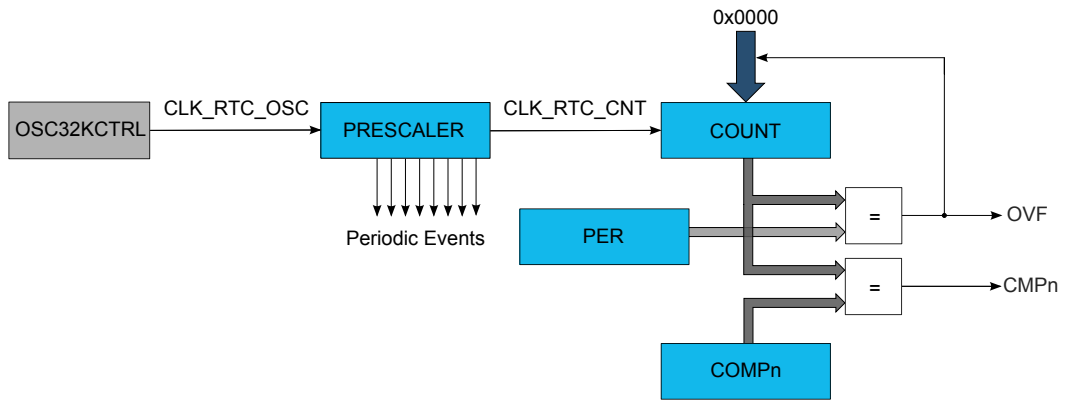 0x0000
OSC32KCTRL
CLK_RTC_OSC
PRESCALER
CLK_RTC_CNT
COUNT
Periodic Events
PER
=
OVF
=
CMPn
COMPn